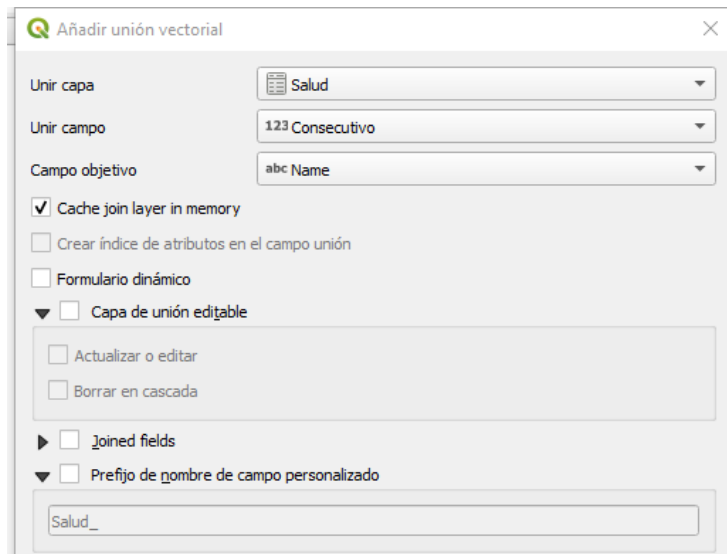 Añadir unión vectorial
Unir capa Salud
Unir campo 123 Consecutivo
Campo objetivo abc Name
Cache join layer in memory
Crear índice de atributos en el campo unión
Formulario dinámico
Capa de unión editable
Actualizar o editar
Borrar en cascada
Joined fields
Prefijo de nombre de campo personalizado
Salud_